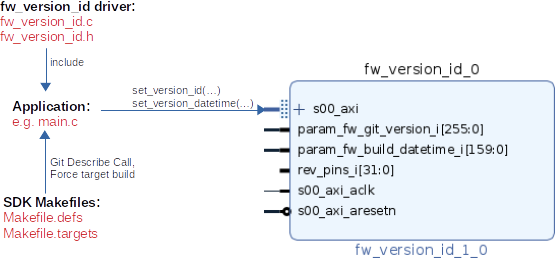 fw_version_id driver:
fw_version_id.c
fw_version_id.h
include
Application:
e.g. main.c
set_version_id(...)
set_version_datetime(...)
Git Describe Call,
Force target build
SDK Makefiles:
Makefile.defs
Makefile.targets
fw_version_id_0
s00_axi
param_fw_git_version_i[255:0]
param_fw_build_datetime_i[159:0]
rev_pins_i[31:0]
s00_axi_aclk
s00_axi_aresetn
fw_version_id_1_0